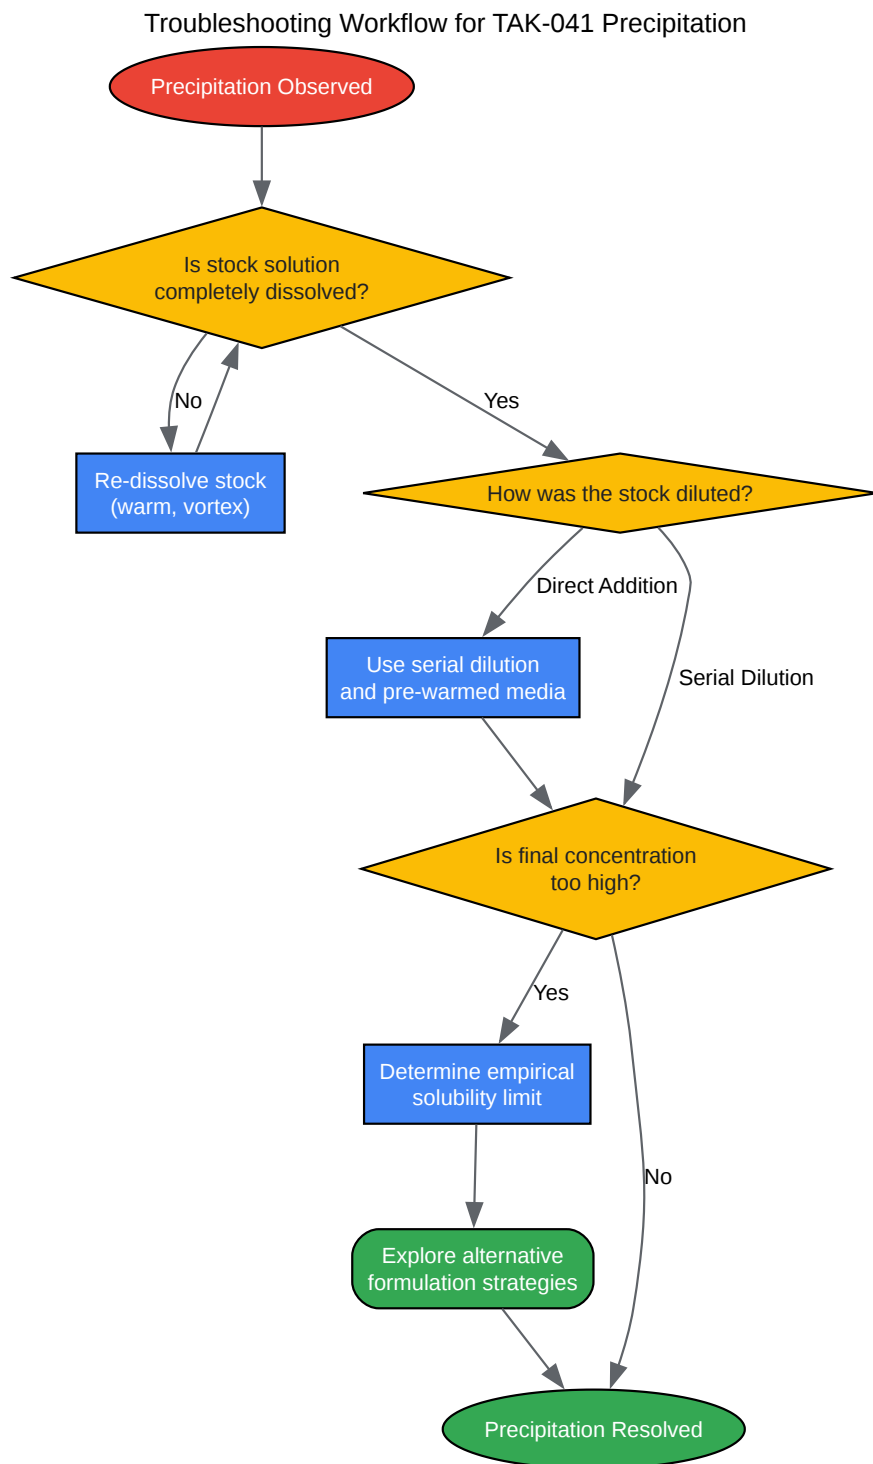 Troubleshooting Workflow for TAK-041 Precipitation
Precipitation Observed
Is stock solution
completely dissolved?
No
Yes
Re-dissolve stock
(warm, vortex)
How was the stock diluted?
Direct Addition
Use serial dilution
and pre-warmed media
Serial Dilution
Is final concentration
too high?
Yes
Determine empirical
solubility limit
No
Explore alternative
formulation strategies
Precipitation Resolved